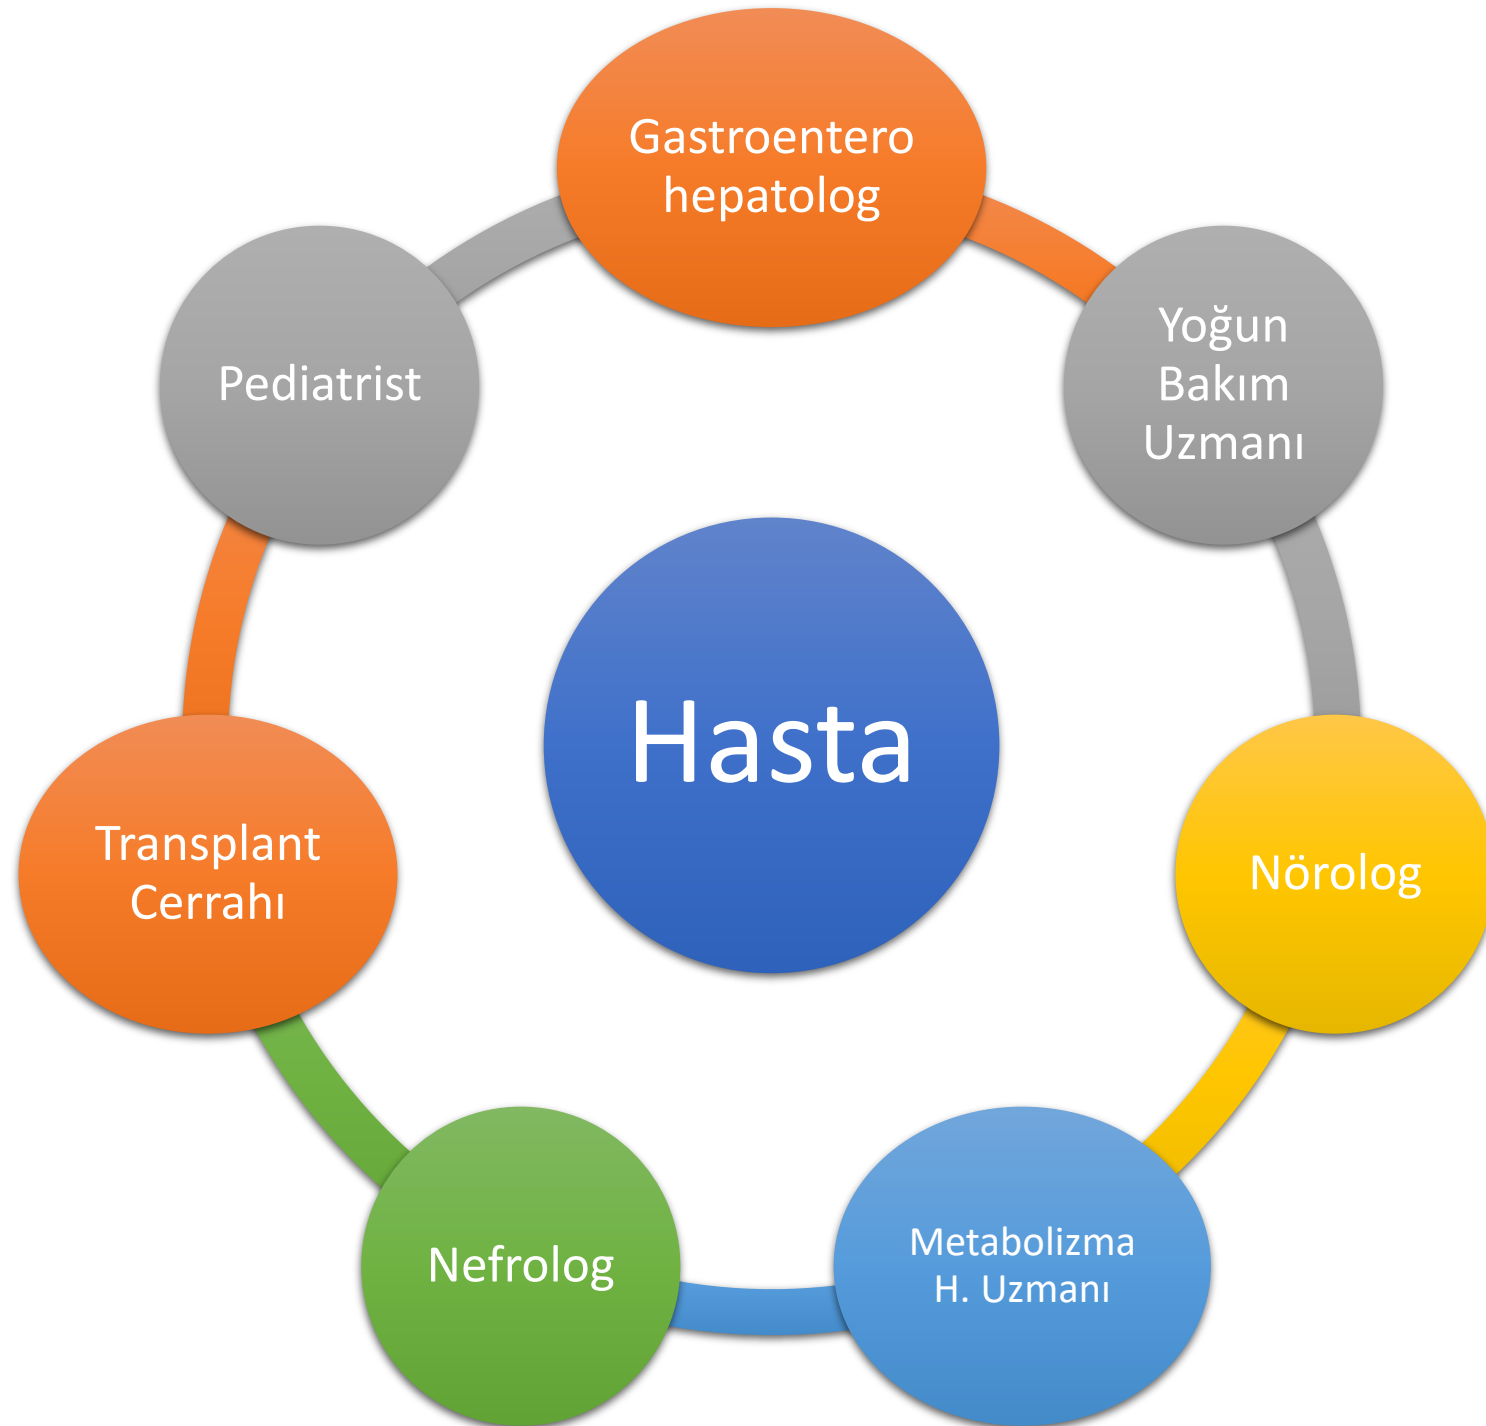 Gastroentero
hepatolog
Yoğun
Bakım
Uzmanı
Nörolog
Metabolizma
H. Uzmanı
Nefrolog
Transplant
Cerrahı
Pediatrist
Hasta